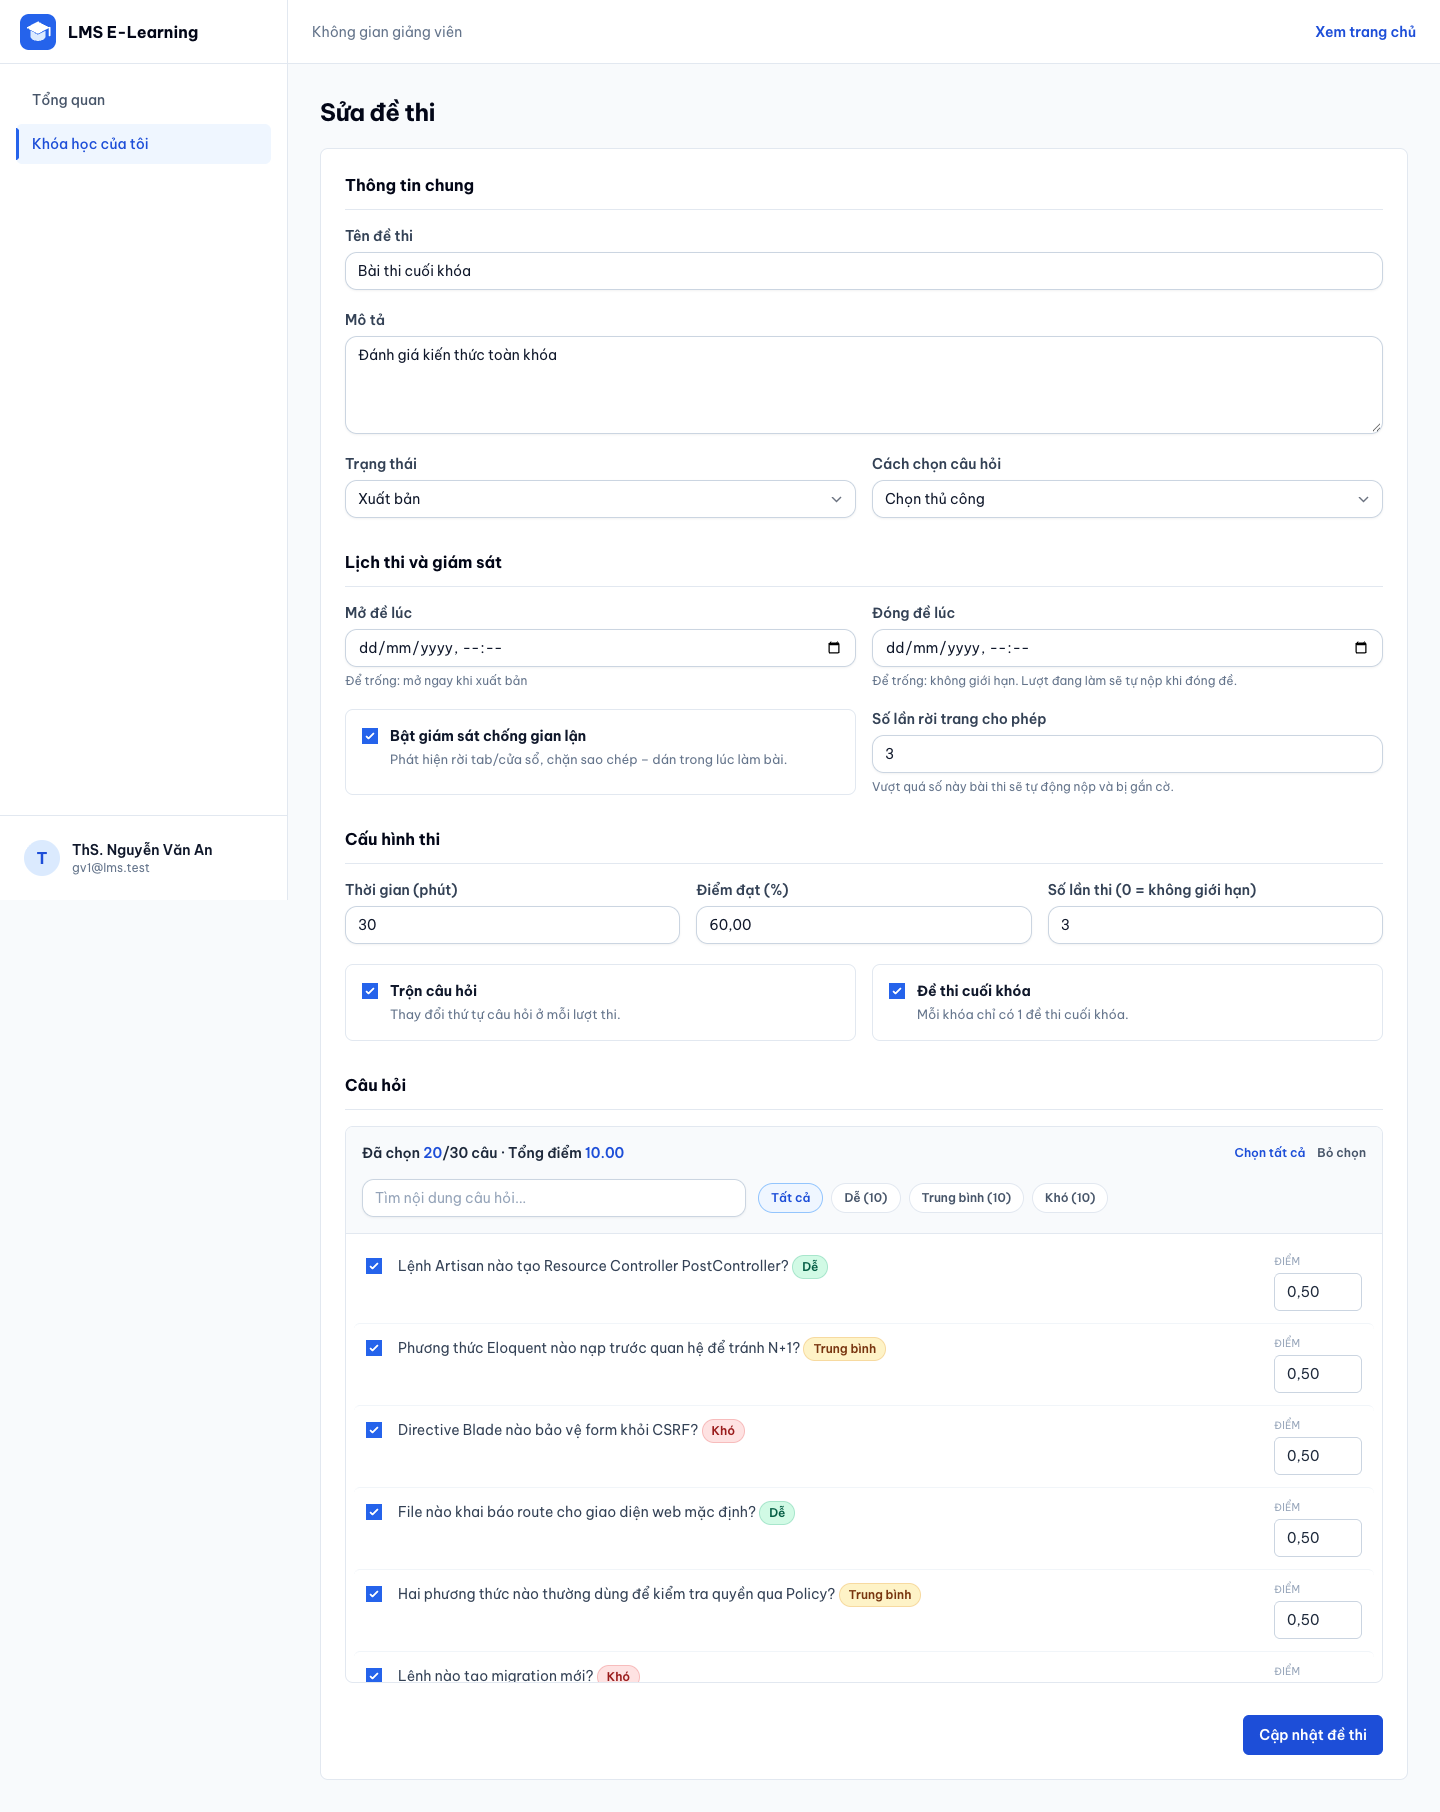 LMS E-Learning
Không gian giảng viên
Xem trang chủ
Tổng quan
Khóa học của tôi
Sửa đề thi
Thông tin chung
Tên đề thi
Bài thi cuối khóa
Mô tả
Đánh giá kiến thức toàn khóa
Trạng thái
Cách chọn câu hỏi
Xuất bản
Chọn thủ công
Lịch thi và giám sát
Mở đề lúc
Đóng đề lúc
dd/mm/yyyy, --:--
dd/mm/yyyy, --:--
Để trống: mở ngay khi xuất bản
Để trống: không giới hạn. Lượt đang làm sẽ tự nộp khi đóng đề.
Bật giám sát chống gian lận
Phát hiện rời tab/cửa sổ, chặn sao chép – dán trong lúc làm bài.
Số lần rời trang cho phép
3
Vượt quá số này bài thi sẽ tự động nộp và bị gắn cờ.
Cấu hình thi
Thời gian (phút)
Điểm đạt (%)
Số lần thi (0 = không giới hạn)
30
60,00
3
Trộn câu hỏi
Thay đổi thứ tự câu hỏi ở mỗi lượt thi.
Đề thi cuối khóa
Mỗi khóa chỉ có 1 đề thi cuối khóa.
Câu hỏi
Đã chọn 20/30 câu · Tổng điểm 10.00
Chọn tất cả
Bỏ chọn
Tìm nội dung câu hỏi...
Tất cả
Dễ (10)
Trung bình (10)
Khó (10)
Lệnh Artisan nào tạo Resource Controller PostController? Dễ
ĐIỂM
0,50
Phương thức Eloquent nào nạp trước quan hệ để tránh N+1? Trung bình
ĐIỂM
0,50
Directive Blade nào bảo vệ form khỏi CSRF? Khó
ĐIỂM
0,50
File nào khai báo route cho giao diện web mặc định? Dễ
ĐIỂM
0,50
Hai phương thức nào thường dùng để kiểm tra quyền qua Policy? Trung bình
ĐIỂM
0,50
Lệnh nào tạo migration mới? Khó
ĐIỂM
Cập nhật đề thi
T
ThS. Nguyễn Văn An
gv1@lms.test